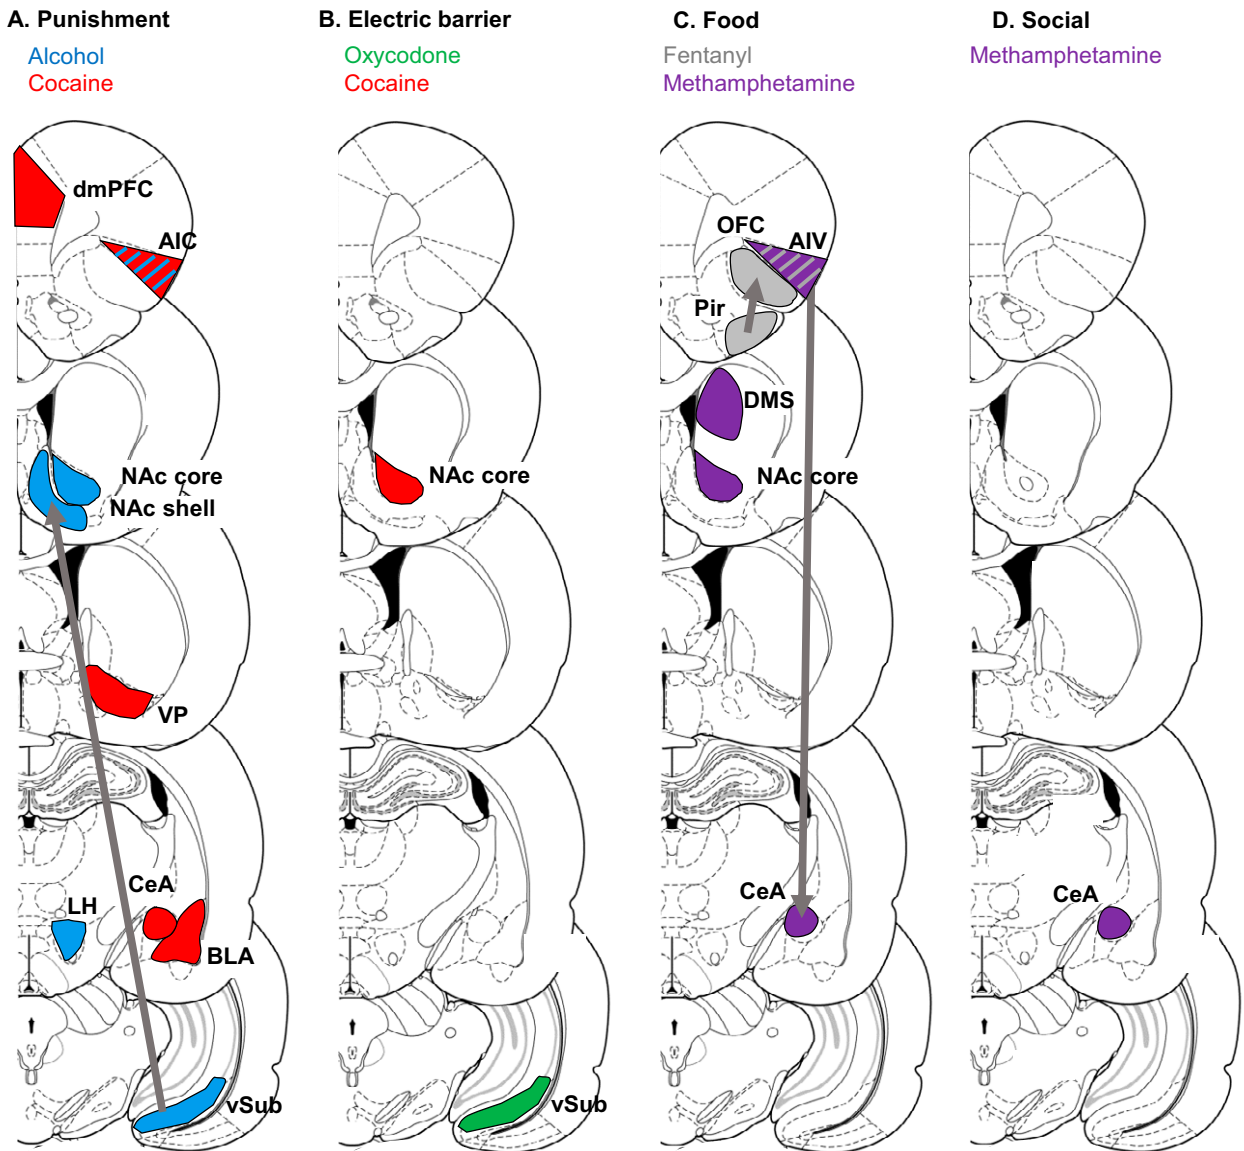 A. Punishment
Alcohol
Cocaine
dmPFC
AIC
NAc core
NAc shell
VP
CeA
LH
BLA
vSub
B. Electric barrier
Oxycodone
Cocaine
NAc core
vSub
C. Food
Fentanyl
Methamphetamine
OFC
AIV
Pir
DMS
NAc core
CeA
D. Social
Methamphetamine
CeA